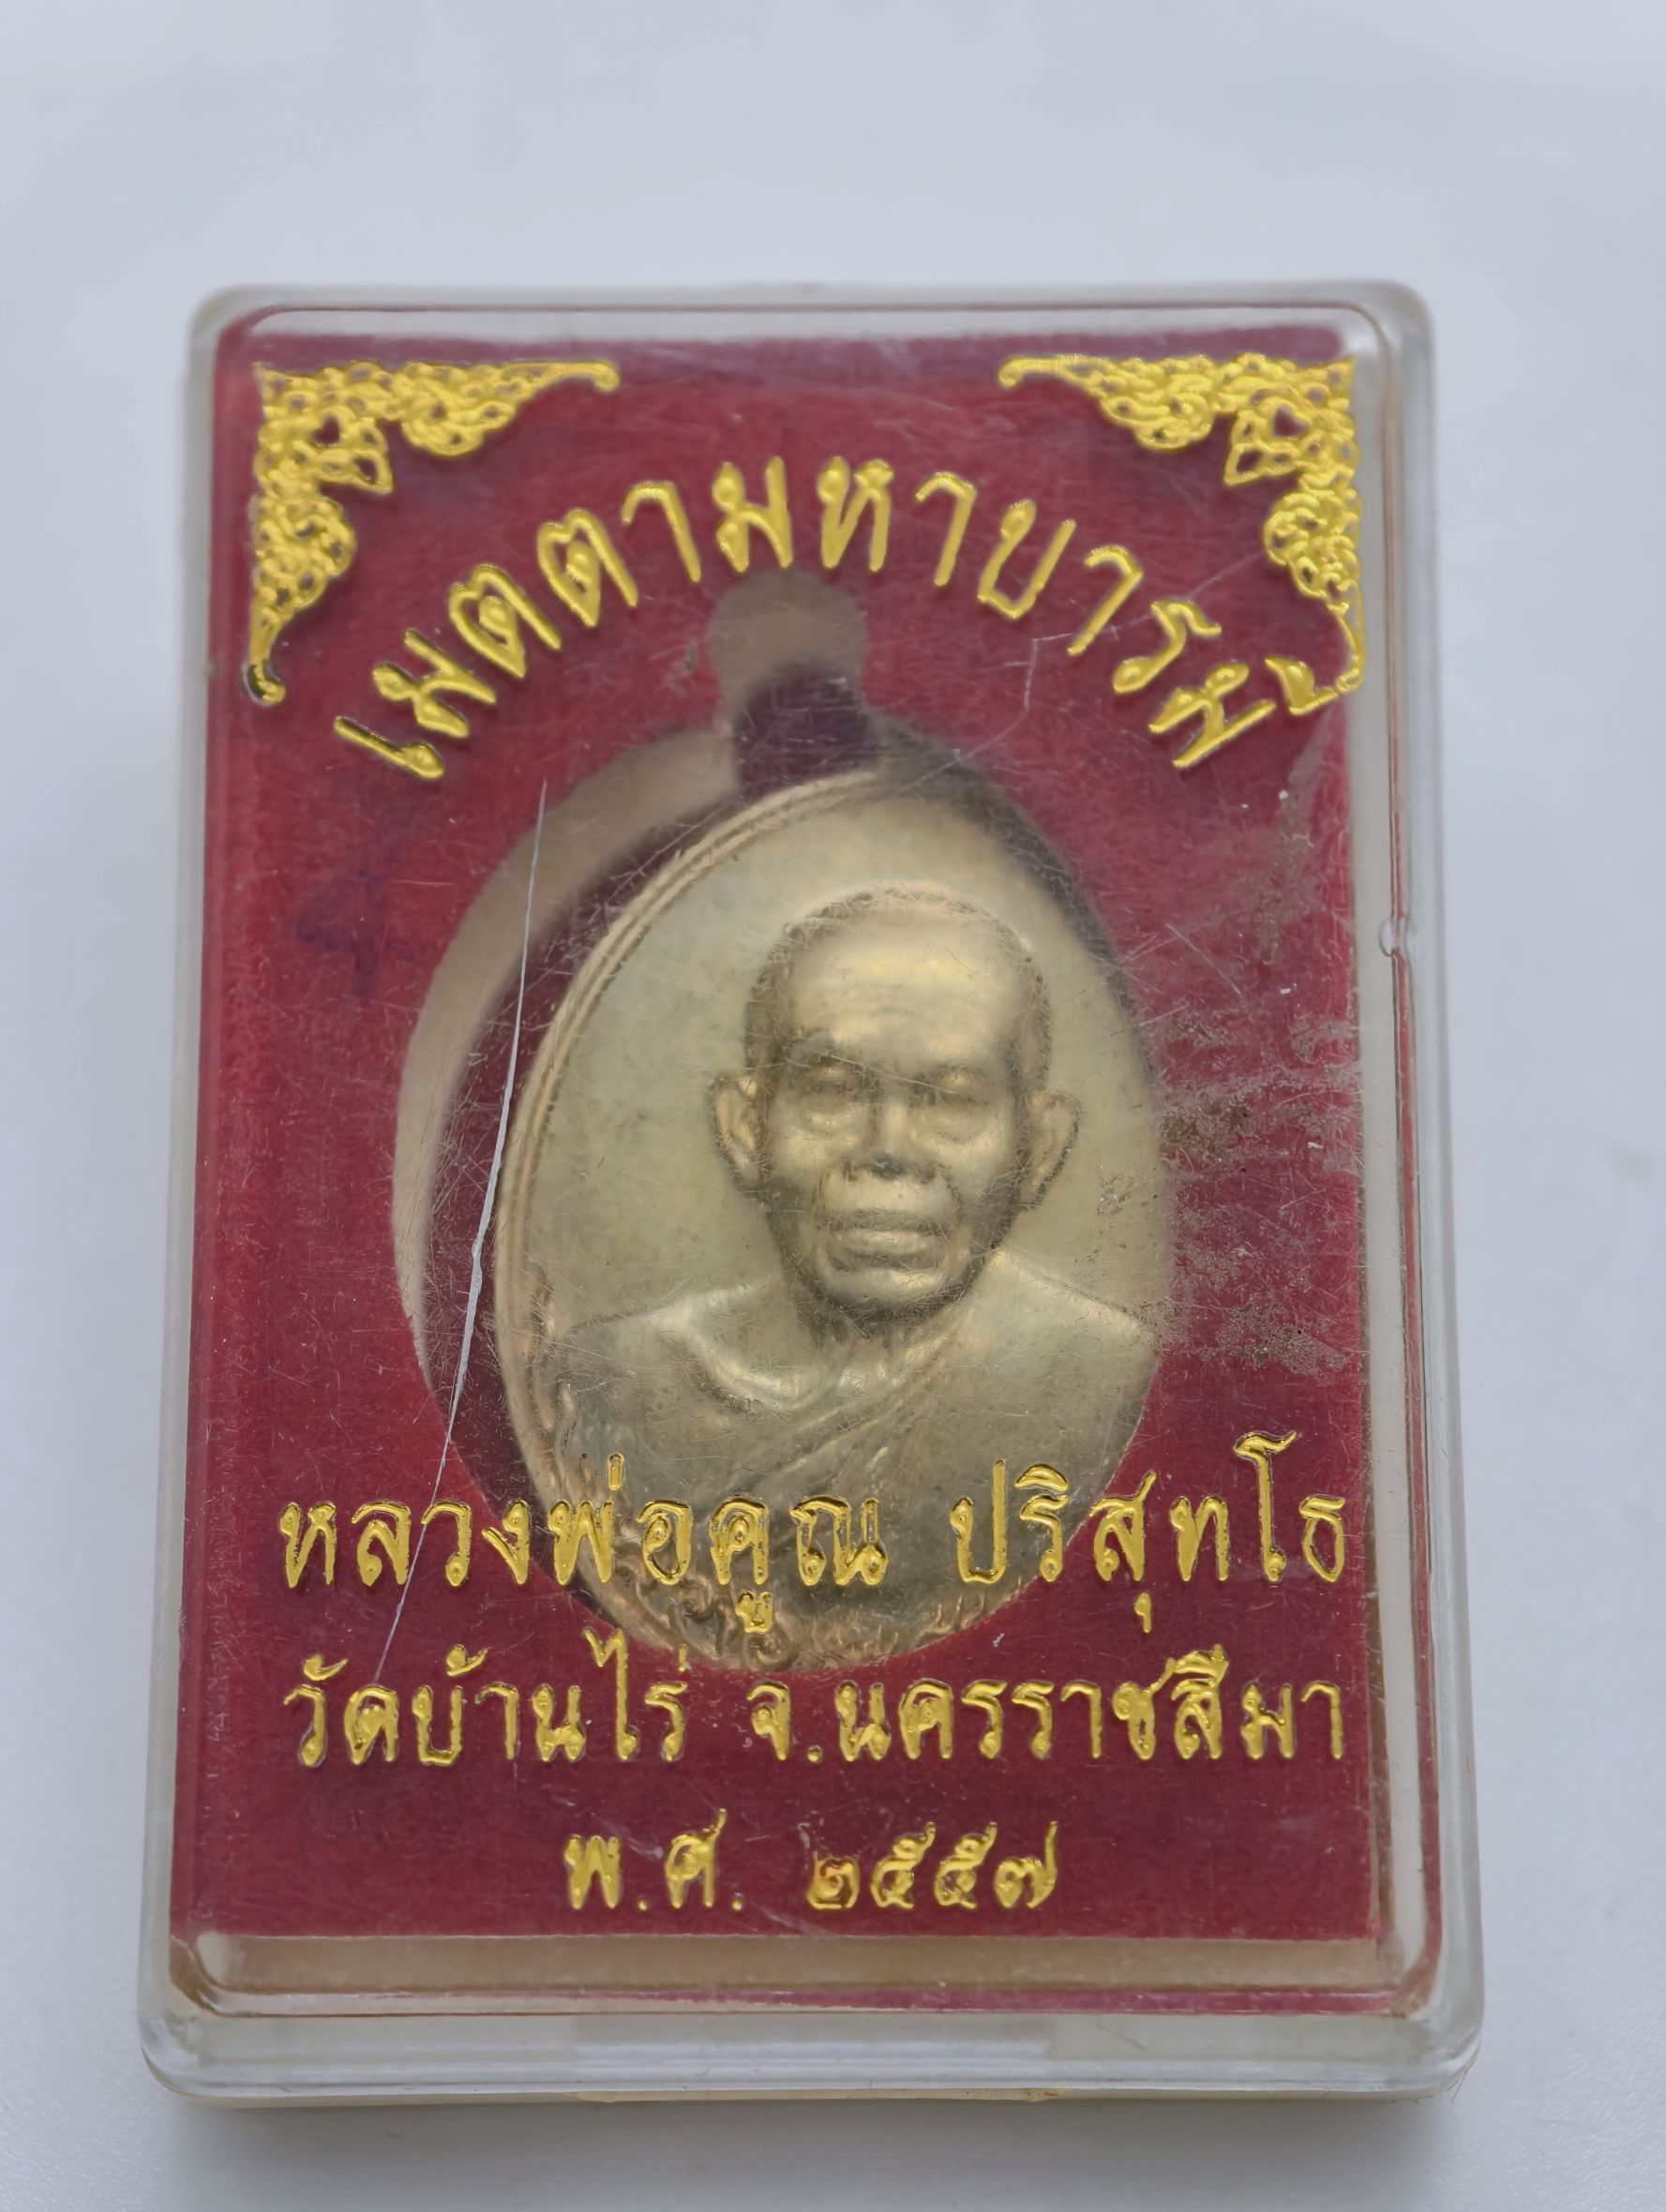 เมตตามหาบารมี
หลวงพ่อคูณ ปริสุทฺโธ
วัดบ้านไร่ จ.นครราชสีมา
พ.ศ. ๒๕๕๗